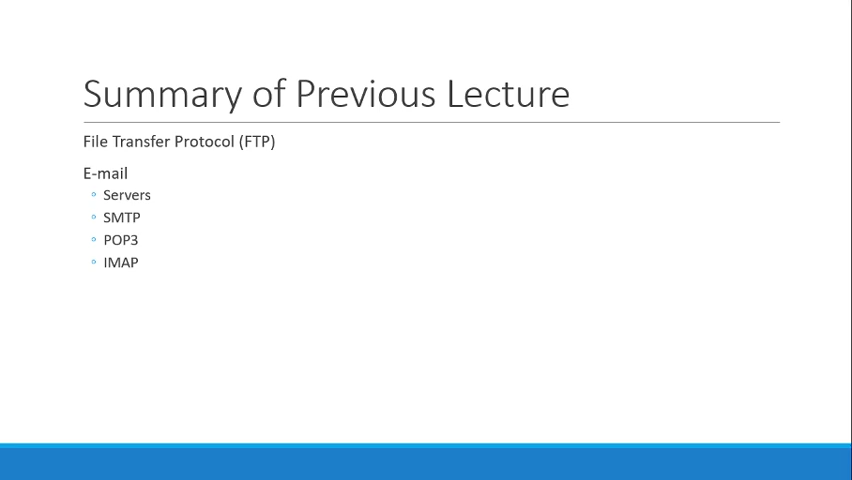 Summary of Previous Lecture
File Transfer Protocol (FTP)
E-mail
◦ Servers
◦ SMTP
◦ POP3
◦ IMAP